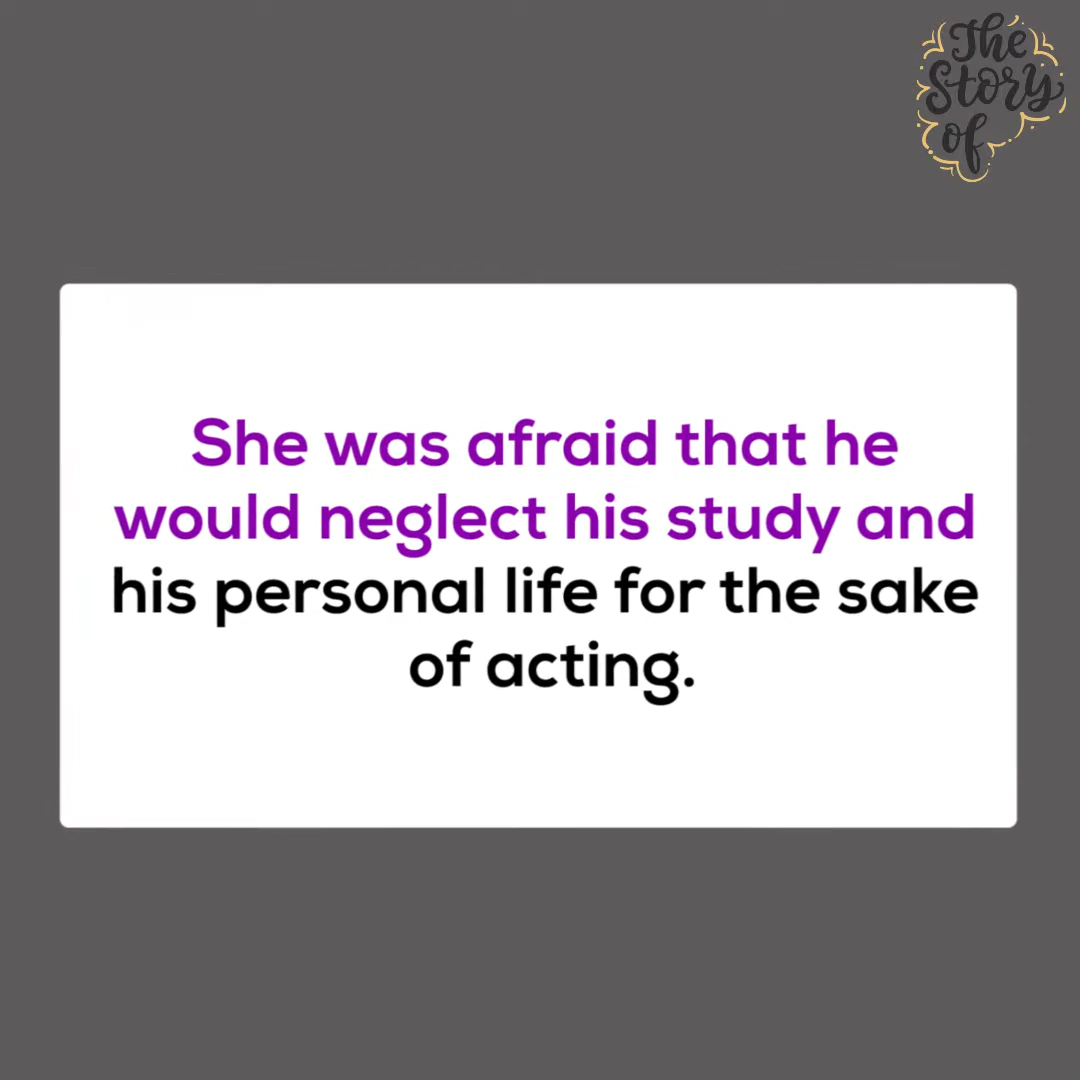 The
Story
of
She was afraid that he
would neglect his study and
his personal life for the sake
of acting.